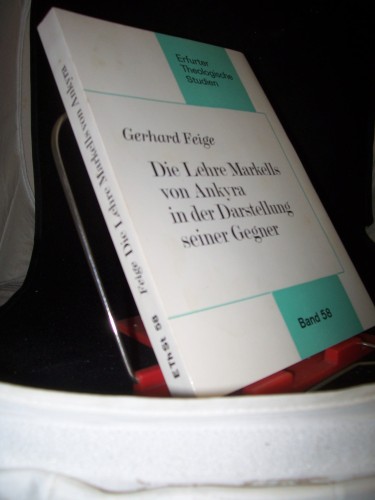 Erfurter
Theologische
Studien
Gerhard Feige
Die Lehre Markells
von Ankyra
in der Darstellung
seiner Gegner
Band 58
Feige Die Lehre Markells von Ankyra
EThSt 58